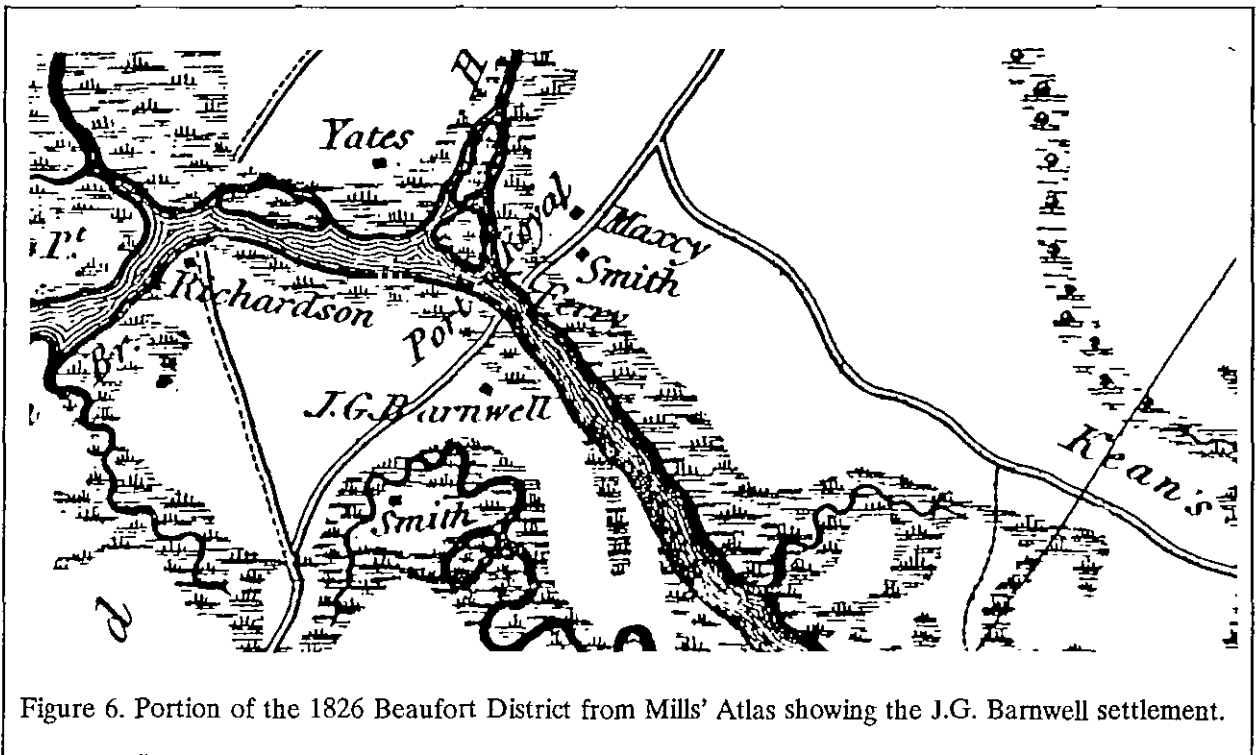 Yates
H
Pt
Richardson
Port Royal
Ferry
Maxcy
Smith
Br.
J.G. Barnwell
Smith
Kean's
d
Figure 6. Portion of the 1826 Beaufort District from Mills' Atlas showing the J.G. Barnwell settlement.